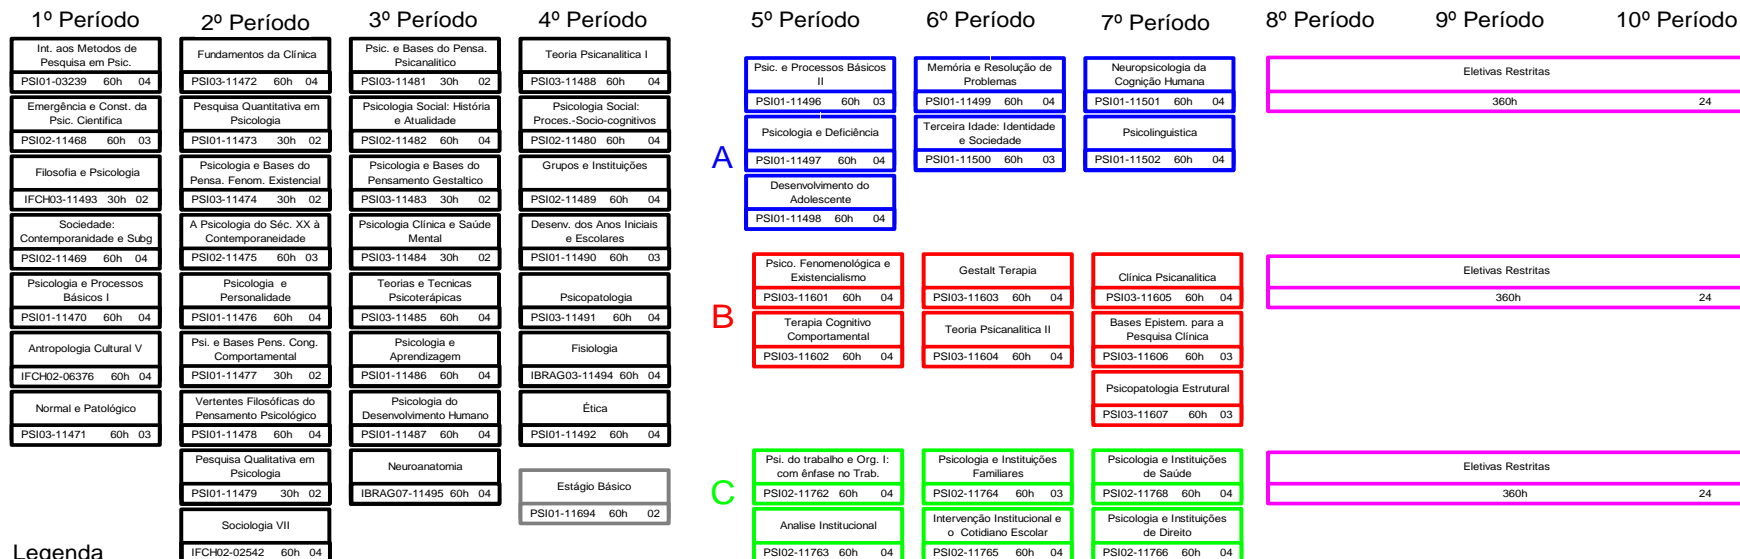 1º Período
2º Período
3º Período
4º Período
5º Período
6º Período
7º Período
8º Período
9º Período
10º Período
Int. aos Metodos de
Pesquisa em Psic.
PSI01-03239 60h 04
Emergência e Const. da
Psic. Cientifica
PSI02-11468 60h 03
Filosofia e Psicologia
IFCH03-11493 30h 02
Sociedade:
Contemporanidade e Subg
PSI02-11469 60h 04
Psicologia e Processos
Básicos I
PSI01-11470 60h 04
Antropologia Cultural V
IFCH02-06376 60h 04
Normal e Patológico
PSI03-11471 60h 03
Legenda
Fundamentos da Clínica
PSI03-11472 60h 04
Pesquisa Quantitativa em
Psicologia
PSI01-11473 30h 02
Psicologia e Bases do
Pensa. Fenom. Existencial
PSI03-11474 30h 02
A Psicologia do Séc. XX à
Contemporaneidade
PSI02-11475 60h 03
Psicologia e
Personalidade
PSI01-11476 60h 04
Psi. e Bases Pens. Cong.
Comportamental
PSI01-11477 30h 02
Vertentes Filosóficas do
Pensamento Psicológico
PSI01-11478 60h 04
Pesquisa Qualitativa em
Psicologia
PSI01-11479 30h 02
Sociologia VII
IFCH02-02542 60h 04
Psic. e Bases do Pensa.
Psicanalitico
PSI03-11481 30h 02
Psicologia Social: História
e Atualidade
PSI02-11482 60h 04
Psicologia e Bases do
Pensamento Gestaltico
PSI03-11483 30h 02
Psicologia Clínica e Saúde
Mental
PSI03-11484 30h 02
Teorias e Tecnicas
Psicoterápicas
PSI03-11485 60h 04
Psicologia e
Aprendizagem
PSI01-11486 60h 04
Psicologia do
Desenvolvimento Humano
PSI01-11487 60h 04
Neuroanatomia
IBRAG07-11495 60h 04
Teoria Psicanalitica I
PSI03-11488 60h 04
Psicologia Social:
Proces.-Socio-cognitivos
PSI02-11480 60h 04
Grupos e Instituições
PSI02-11489 60h 04
Desenv. dos Anos Iniciais
e Escolares
PSI01-11490 60h 03
Psicopatologia
PSI03-11491 60h 04
Fisiologia
IBRAG03-11494 60h 04
Ética
PSI01-11492 60h 04
Estágio Básico
PSI01-11694 60h 02
A
Psic. e Processos Básicos
II
PSI01-11496 60h 03
Psicologia e Deficiência
PSI01-11497 60h 04
Desenvolvimento do
Adolescente
PSI01-11498 60h 04
Memória e Resolução de
Problemas
PSI01-11499 60h 04
Terceira Idade: Identidade
e Sociedade
PSI01-11500 60h 03
Neuropsicologia da
Cognição Humana
PSI01-11501 60h 04
Psicolinguistica
PSI01-11502 60h 04
Eletivas Restritas
360h 24
B
Psico. Fenomenológica e
Existencialismo
PSI03-11601 60h 04
Terapia Cognitivo
Comportamental
PSI03-11602 60h 04
Gestalt Terapia
PSI03-11603 60h 04
Teoria Psicanalitica II
PSI03-11604 60h 04
Clínica Psicanalitica
PSI03-11605 60h 04
Bases Epistem. para a
Pesquisa Clínica
PSI03-11606 60h 03
Psicopatologia Estrutural
PSI03-11607 60h 03
Eletivas Restritas
360h 24
C
Psi. do trabalho e Org. I:
com ênfase no Trab.
PSI02-11762 60h 04
Analise Institucional
PSI02-11763 60h 04
Psicologia e Instituições
Familiares
PSI02-11764 60h 03
Intervenção Institucional e
o Cotidiano Escolar
PSI02-11765 60h 04
Psicologia e Instituições
de Saúde
PSI02-11768 60h 04
Psicologia e Instituições
de Direito
PSI02-11766 60h 04
Eletivas Restritas
360h 24